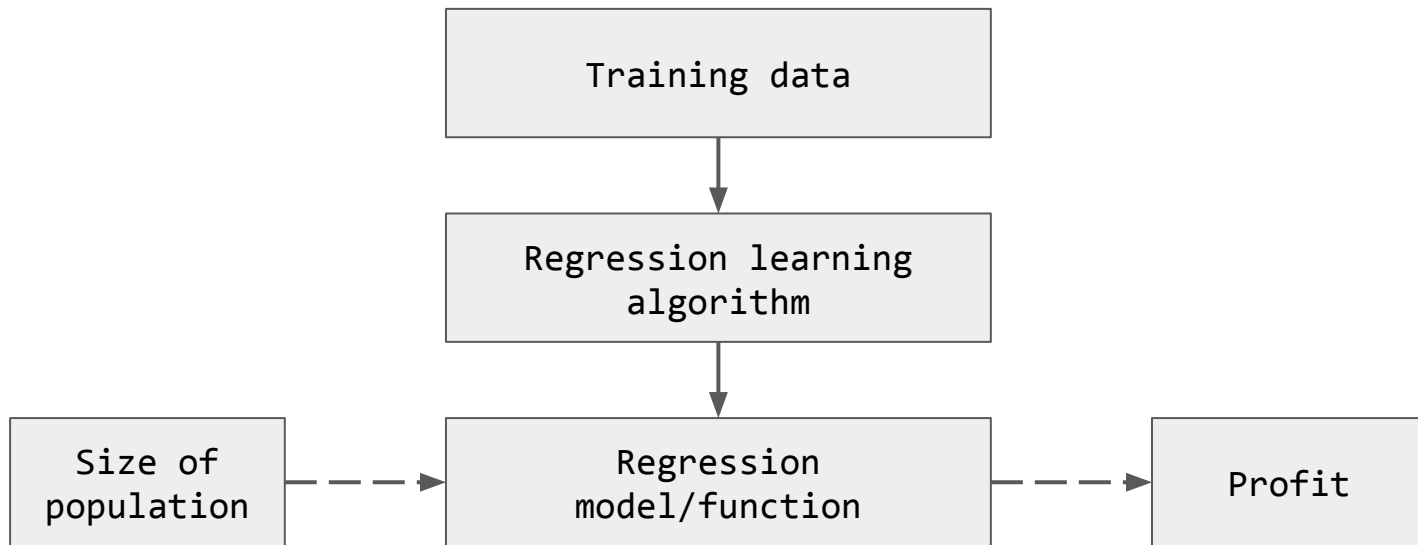 Training data
Regression learning
algorithm
Size of
population
Regression
model/function
Profit